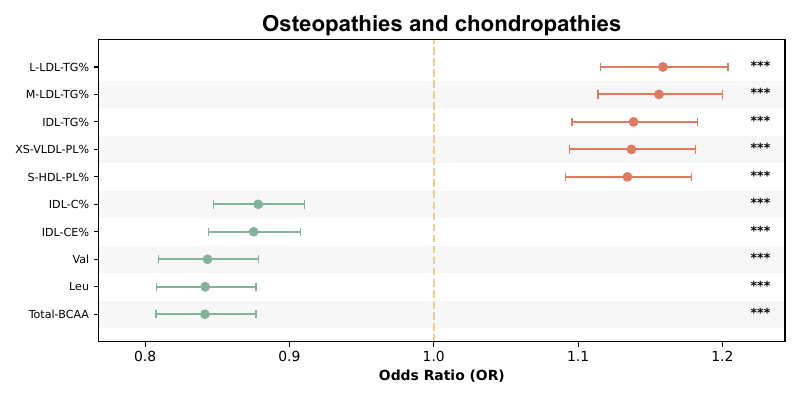 Osteopathies and chondropathies
L-LDL-TG% ***
M-LDL-TG% ***
IDL-TG% ***
XS-VLDL-PL% ***
S-HDL-PL% ***
IDL-C% ***
IDL-CE% ***
Val ***
Leu ***
Total-BCAA ***
0.8 0.9 1.0 1.1 1.2
Odds Ratio (OR)